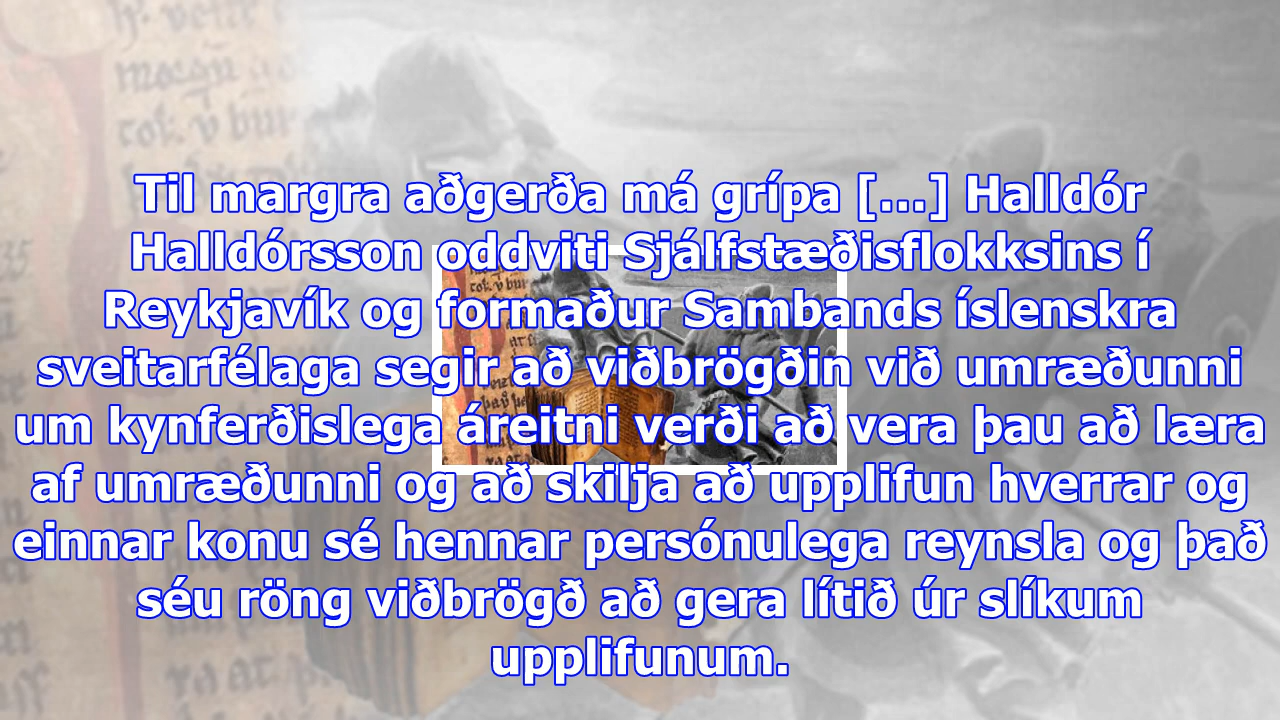 Til margra aðgerða má grípa [...] Halldór
Halldórsson oddviti Sjálfstæðisflokksins í
Reykjavík og formaður Sambands íslenskra
sveitarfélaga segir að viðbrögðin við umræðunni
um kynferðislega áreitni verði að vera þau að læra
af umræðunni og að skilja að upplifun hverrar og
einnar konu sé hennar persónulega reynsla og það
séu röng viðbrögð að gera lítið úr slíkum
upplifunum.